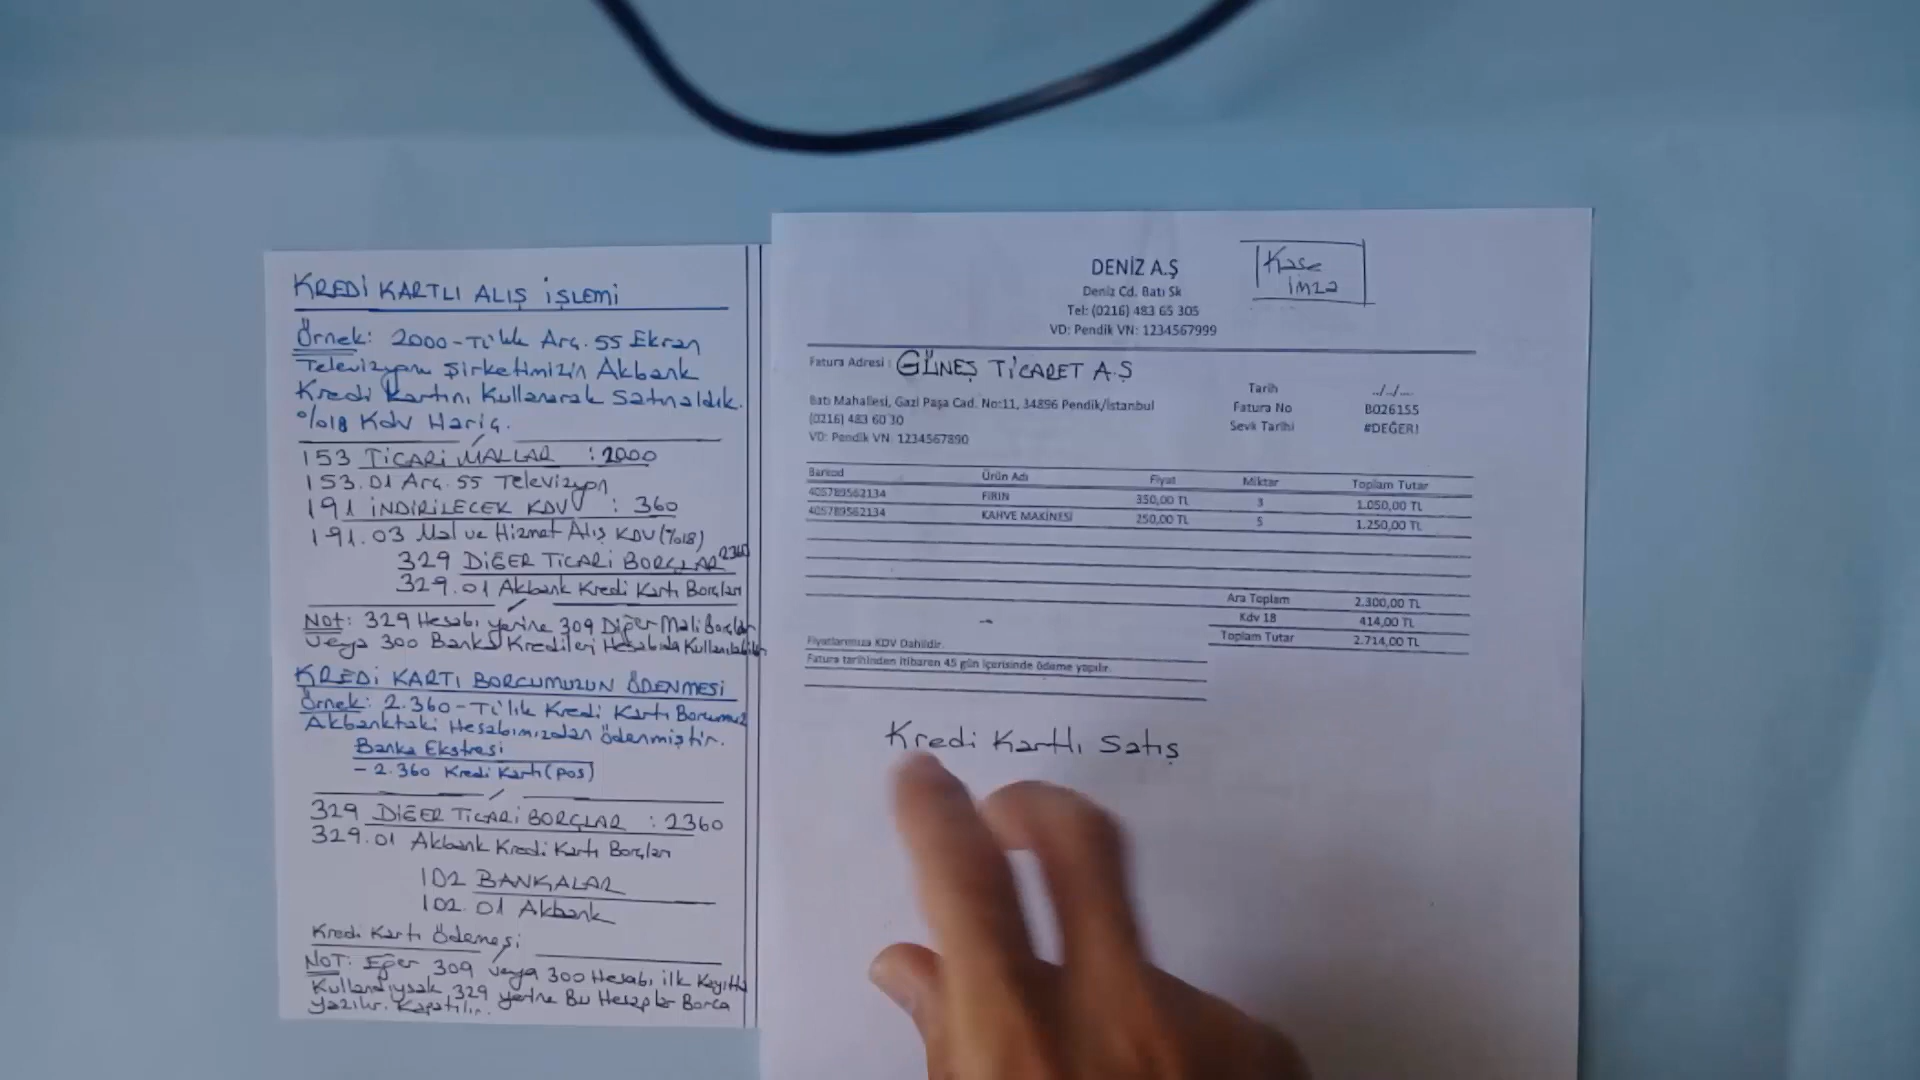 KREDİ KARTLI ALIŞ İŞLEMİ
Örnek: 2000-TL'lik Arç. 55 Ekran
Televizyonu Şirketimizin Akbank
Kredi Kartını Kullanarak Satınaldık.
%18 Kdv Hariç.
153 TİCARİ MALLAR : 2000
153.01 Arç. 55 Televizyon
191 İNDİRİLECEK KDV : 360
191.03 Mal ve Hizmet Alış KDV (%18)
329 DİĞER TİCARİ BORÇLAR 2360
329.01 Akbank Kredi Kartı Borçları
Not: 329 Hesabı yerine 309 Diğer Mali Borçlar
veya 300 Banka Kredileri Hesabıda Kullanılabilir
KREDİ KARTI BORCUMUZUN ÖDENMESİ
Örnek: 2.360-TL'lik Kredi Kartı Borcumuz
Akbanktaki Hesabımızdan ödenmiştir.
Banka Ekstresi
- 2.360 Kredi Kartı (pos)
329 DİĞER TİCARİ BORÇLAR : 2360
329.01 Akbank Kredi Kartı Borçları
102 BANKALAR
102.01 Akbank
Kredi Kartı Ödemesi
NOT: Eğer 309 veya 300 Hesabı ilk Kayıtta
Kullandıysak 329 yerine Bu Hesaplar Borca
yazılır. Kapatılır.
DENİZ A.Ş
Deniz Cd. Batı Sk
Tel: (0216) 483 65 305
VD: Pendik VN: 1234567999
Kaşe
imza
Fatura Adresi : GÜNEŞ TİCARET A.Ş
Batı Mahallesi, Gazi Paşa Cad. No:11, 34896 Pendik/İstanbul
(0216) 483 60 30
VD: Pendik VN: 1234567890
Tarih ../../....
Fatura No B026155
Sevk Tarihi #DEĞER!
Barkod Ürün Adı Fiyat Miktar Toplam Tutar
405789562134 FIRIN 350,00 TL 3 1.050,00 TL
405789562134 KAHVE MAKİNESİ 250,00 TL 5 1.250,00 TL
Ara Toplam 2.300,00 TL
Kdv 18 414,00 TL
Toplam Tutar 2.714,00 TL
Fiyatlarımıza KDV Dahildir.
Fatura tarihinden itibaren 45 gün içerisinde ödeme yapılır.
Kredi Kartlı Satış